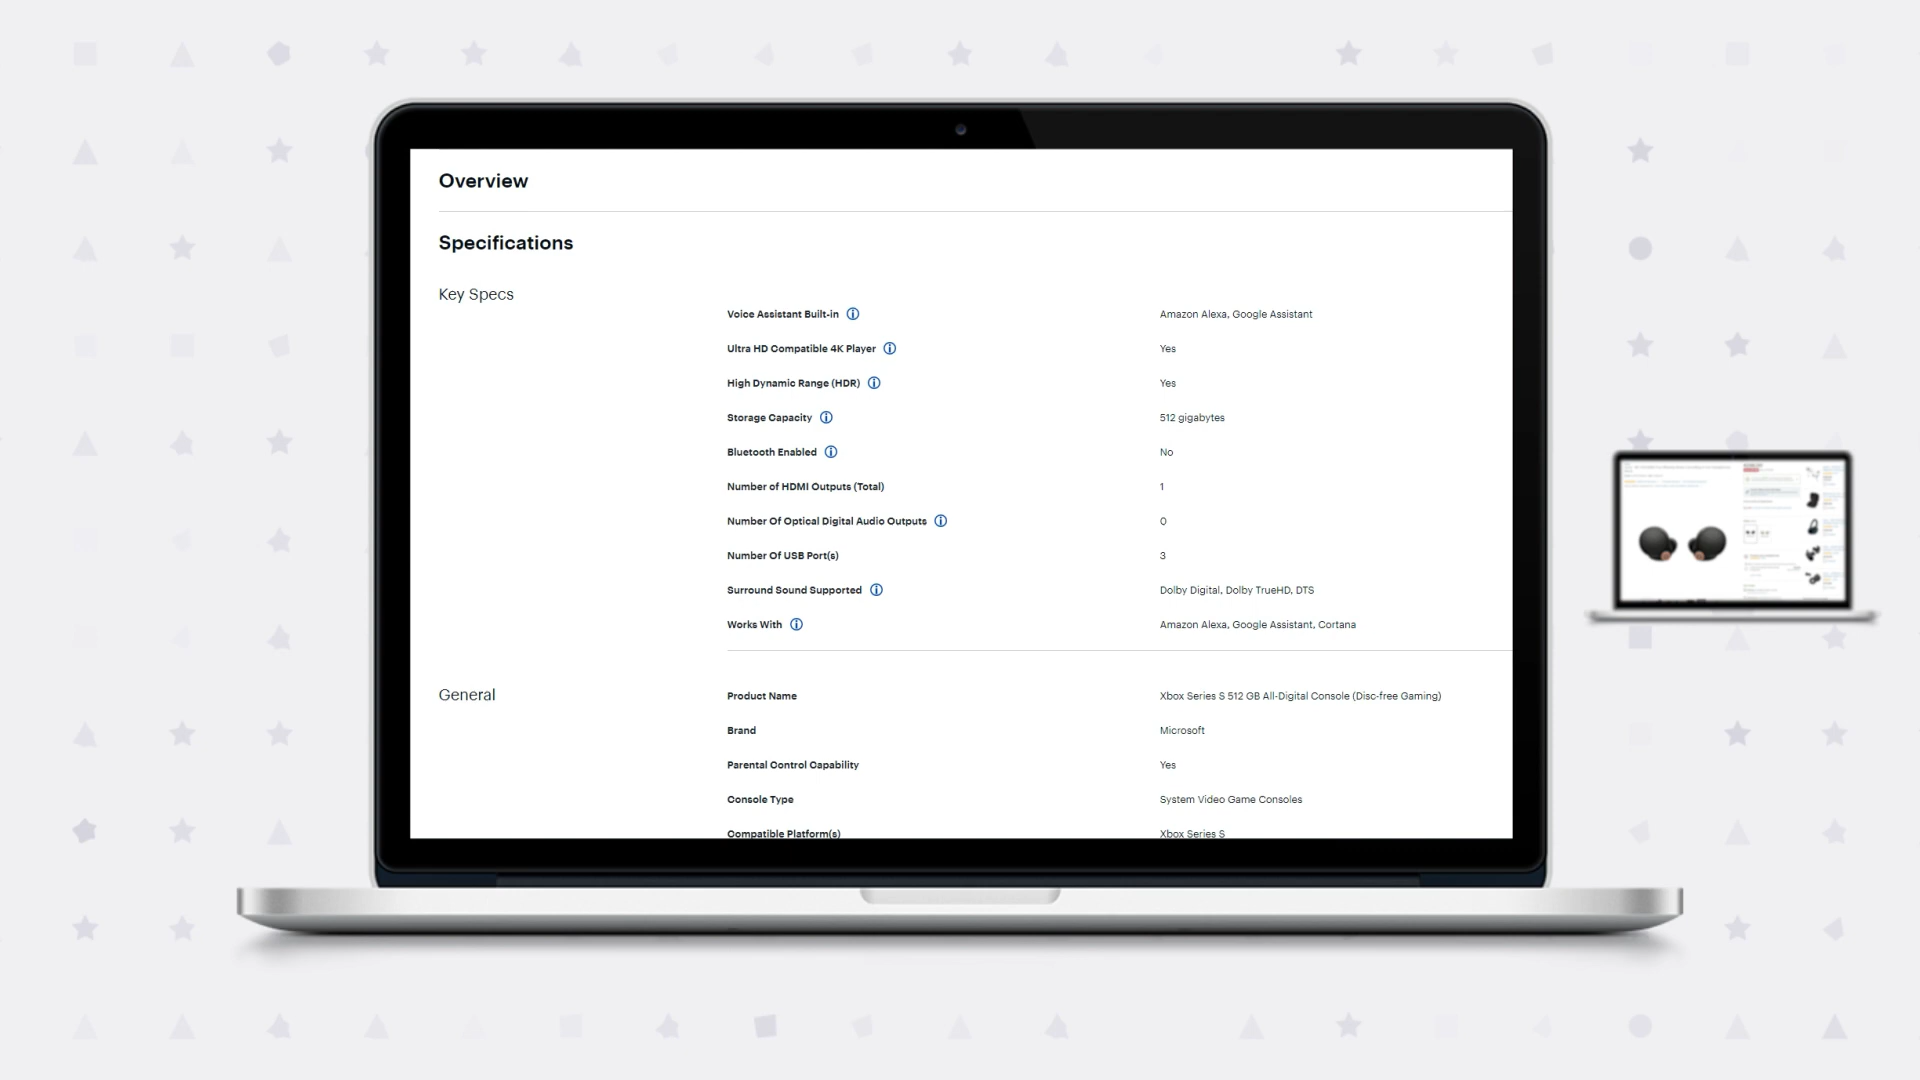 Overview
Specifications
Key Specs
Voice Assistant Built-in Amazon Alexa, Google Assistant
Ultra HD Compatible 4K Player Yes
High Dynamic Range (HDR) Yes
Storage Capacity 512 gigabytes
Bluetooth Enabled No
Number of HDMI Outputs (Total) 1
Number Of Optical Digital Audio Outputs 0
Number Of USB Port(s) 3
Surround Sound Supported Dolby Digital, Dolby TrueHD, DTS
Works With Amazon Alexa, Google Assistant, Cortana
General
Product Name Xbox Series S 512 GB All-Digital Console (Disc-free Gaming)
Brand Microsoft
Parental Control Capability Yes
Console Type System Video Game Consoles
Compatible Platform(s) Xbox Series S